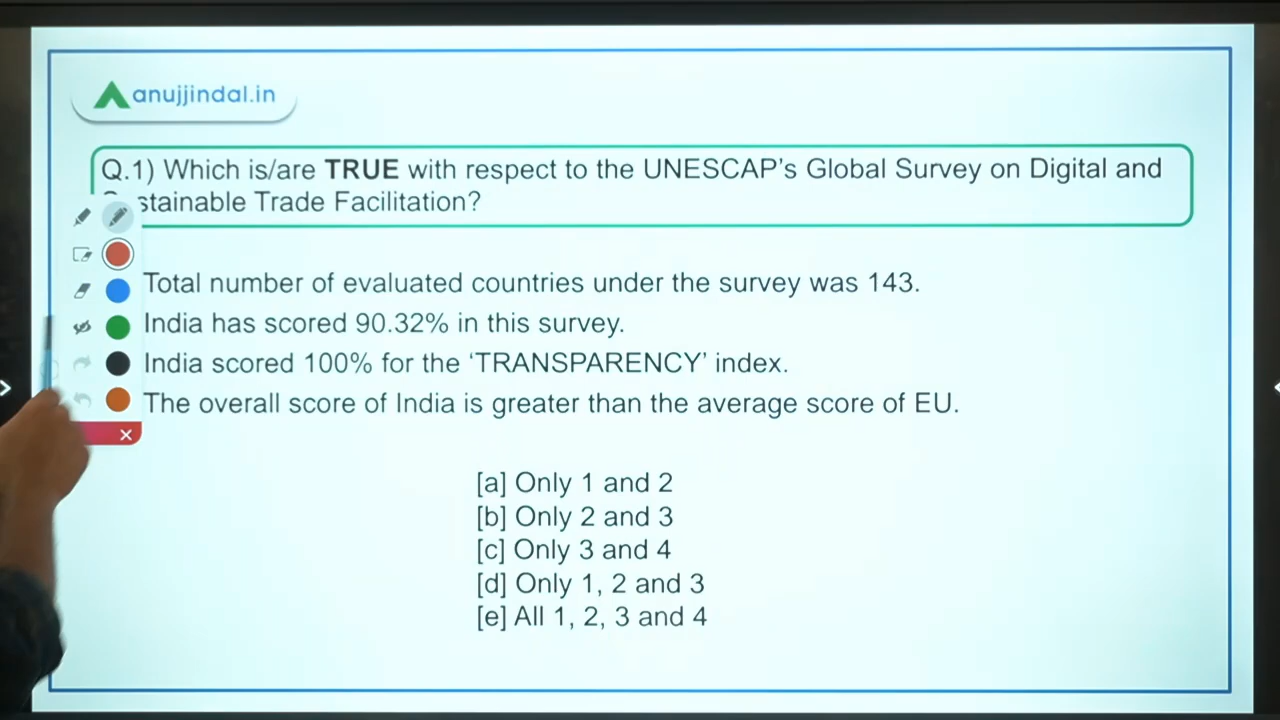 anujjindal.in
Q.1) Which is/are TRUE with respect to the UNESCAP's Global Survey on Digital and
stainable Trade Facilitation?
Total number of evaluated countries under the survey was 143.
India has scored 90.32% in this survey.
India scored 100% for the ‘TRANSPARENCY’ index.
The overall score of India is greater than the average score of EU.
[a] Only 1 and 2
[b] Only 2 and 3
[c] Only 3 and 4
[d] Only 1, 2 and 3
[e] All 1, 2, 3 and 4